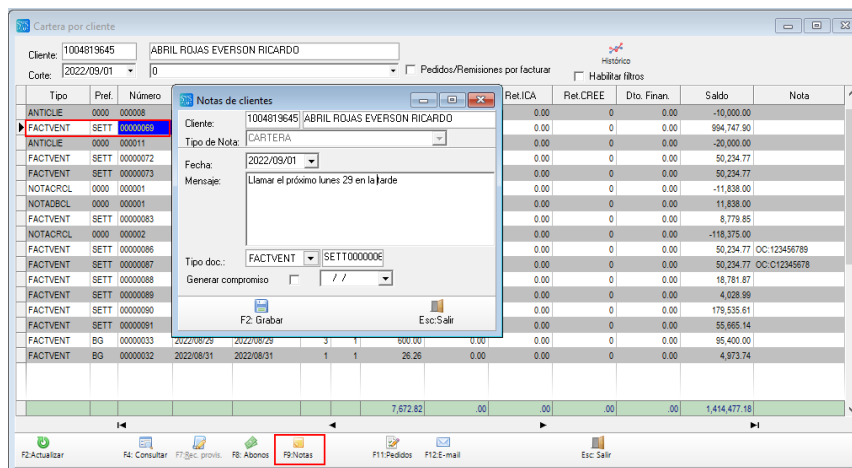 Cartera por cliente
Cliente: 1004819645 ABRIL ROJAS EVERSON RICARDO
Histórico
Corte: 2022/09/01 0 Pedidos/Remisiones por facturar Habilitar filtros
Tipo Pref. Número Ret.ICA Ret.CREE Dto. Finan. Saldo Nota
ANTICLIE 0000 000008 0.00 0 0.00 -10,000.00
FACTVENT SETT 00000069 0.00 0 0.00 994,747.90
ANTICLIE 0000 000011 0.00 0 0.00 -20,000.00
FACTVENT SETT 00000072 0.00 0 0.00 50,234.77
FACTVENT SETT 00000073 0.00 0 0.00 50,234.77
NOTACRCL 0000 000001 0.00 0 0.00 -11,838.00
NOTADBCL 0000 000001 0.00 0 0.00 11,838.00
FACTVENT SETT 00000083 0.00 0 0.00 8,779.85
NOTACRCL 0000 000002 0.00 0 0.00 -118,375.00
FACTVENT SETT 00000086 0.00 0 0.00 50,234.77 OC:123456789
FACTVENT SETT 00000087 0.00 0 0.00 50,234.77 OC:C12345678
FACTVENT SETT 00000088 0.00 0 0.00 18,781.87
FACTVENT SETT 00000089 0.00 0 0.00 4,028.99
FACTVENT SETT 00000090 0.00 0 0.00 179,535.61
FACTVENT SETT 00000091 0.00 0 0.00 55,665.14
FACTVENT BG 00000033 2022/08/29 2022/08/29 3 1 600.00 0.00 0.00 0 0.00 95,400.00
FACTVENT BG 00000032 2022/08/31 2022/08/31 1 1 26.26 0.00 0.00 0 0.00 4,973.74
7,672.82 .00 .00 .00 .00 1,414,477.18
F2:Actualizar F4: Consultar F7:Rec. provis. F8: Abonos F9:Notas F11:Pedidos F12:E-mail Esc: Salir
Notas de clientes
Cliente: 1004819645 ABRIL ROJAS EVERSON RICARDO
Tipo de Nota: CARTERA
Fecha: 2022/09/01
Mensaje: Llamar el próximo lunes 29 en la tarde
Tipo doc.: FACTVENT SETT0000006
Generar compromiso / /
F2: Grabar Esc:Salir